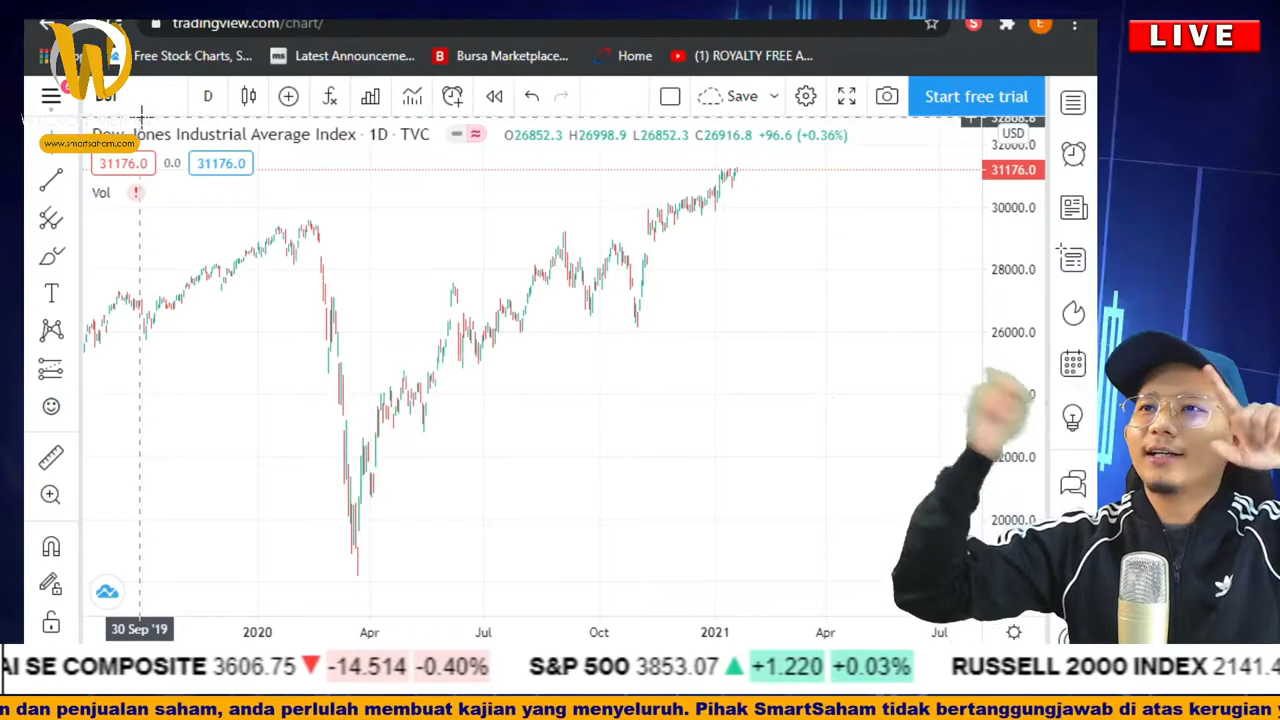 tradingview.com/chart/
LIVE
Free Stock Charts, S...
Latest Announceme...
Bursa Marketplace...
Home
(1) ROYALTY FREE A...
D
Save
Start free trial
www.smartsaham.com
Dow Jones Industrial Average Index · 1D · TVC
O26852.3 H26998.9 L26852.3 C26916.8 +96.6 (+0.36%)
USD
32000.0
31176.0
0.0
31176.0
31176.0
Vol
30000.0
28000.0
26000.0
22000.0
20000.0
30 Sep '19
2020
Apr
Jul
Oct
2021
Apr
Jul
AI SE COMPOSITE 3606.75 -14.514 -0.40% S&P 500 3853.07 +1.220 +0.03% RUSSELL 2000 INDEX 2141.4
n dan penjualan saham, anda perlulah membuat kajian yang menyeluruh. Pihak SmartSaham tidak bertanggungjawab di atas kerugian